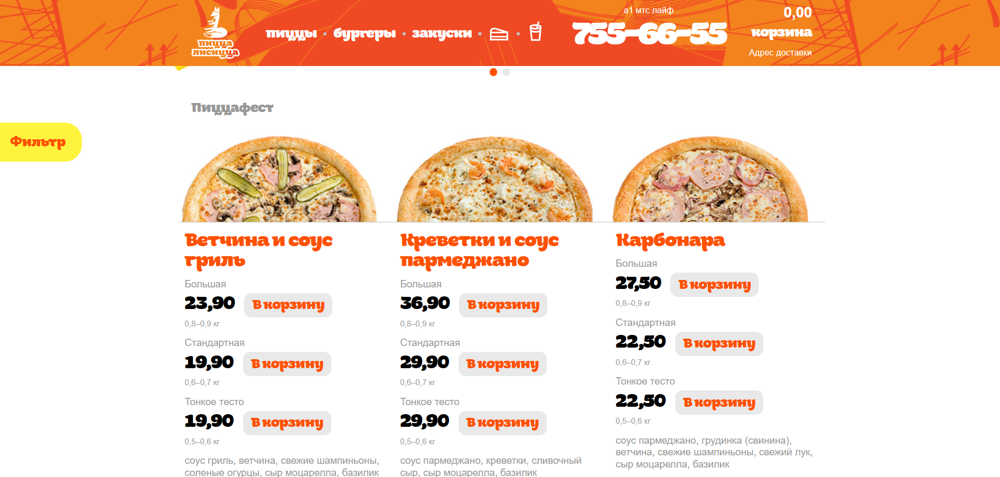 пицца
лисицца
пиццы • бургеры • закуски
а1 мтс лайф
755-66-55
0,00
корзина
Адрес доставки
Пиццафест
Фильтр
Ветчина и соус
гриль
Большая
23,90 В корзину
0,8–0,9 кг
Стандартная
19,90 В корзину
0,6–0,7 кг
Тонкое тесто
19,90 В корзину
0,5–0,6 кг
соус гриль, ветчина, свежие шампиньоны,
соленые огурцы, сыр моцарелла, базилик
Креветки и соус
пармеджано
Большая
36,90 В корзину
0,8–0,9 кг
Стандартная
29,90 В корзину
0,6–0,7 кг
Тонкое тесто
29,90 В корзину
0,5–0,6 кг
соус пармеджано, креветки, сливочный
сыр, сыр моцарелла, базилик
Карбонара
Большая
27,50 В корзину
0,8–0,9 кг
Стандартная
22,50 В корзину
0,6–0,7 кг
Тонкое тесто
22,50 В корзину
0,5–0,6 кг
соус пармеджано, грудинка (свинина),
ветчина, свежие шампиньоны, свежий лук,
сыр моцарелла, базилик